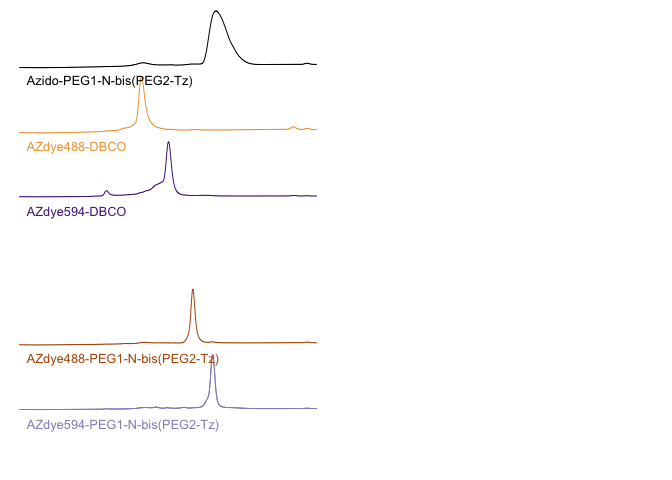 Azido-PEG1-N-bis(PEG2-Tz)
AZdye488-DBCO
AZdye594-DBCO
AZdye488-PEG1-N-bis(PEG2-Tz)
AZdye594-PEG1-N-bis(PEG2-Tz)